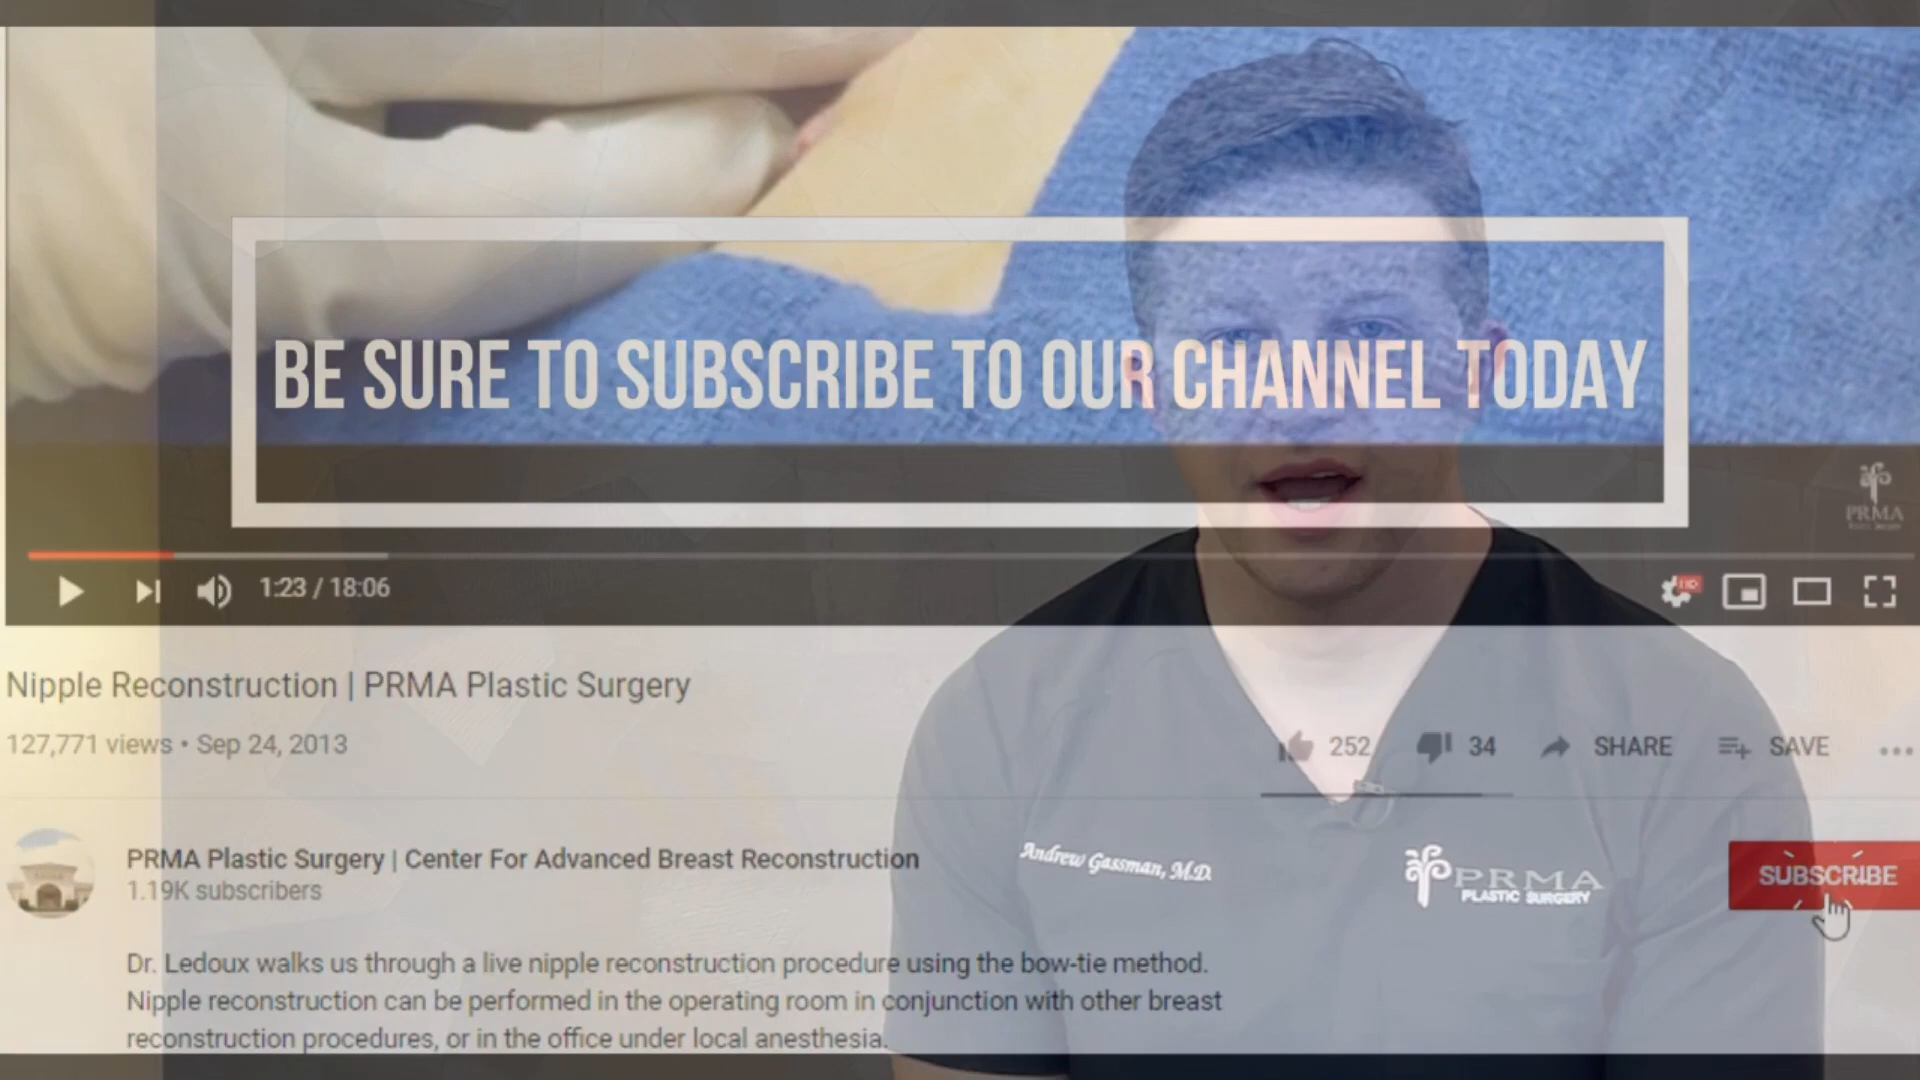 BE SURE TO SUBSCRIBE TO OUR CHANNEL TODAY
PRMA
1:23 / 18:06
HD
Nipple Reconstruction | PRMA Plastic Surgery
127,771 views • Sep 24, 2013
252 34 SHARE SAVE
PRMA Plastic Surgery | Center For Advanced Breast Reconstruction
1.19K subscribers
Andrew Gassman, M.D.
PRMA
PLASTIC SURGERY
SUBSCRIBE
Dr. Ledoux walks us through a live nipple reconstruction procedure using the bow-tie method.
Nipple reconstruction can be performed in the operating room in conjunction with other breast
reconstruction procedures, or in the office under local anesthesia.